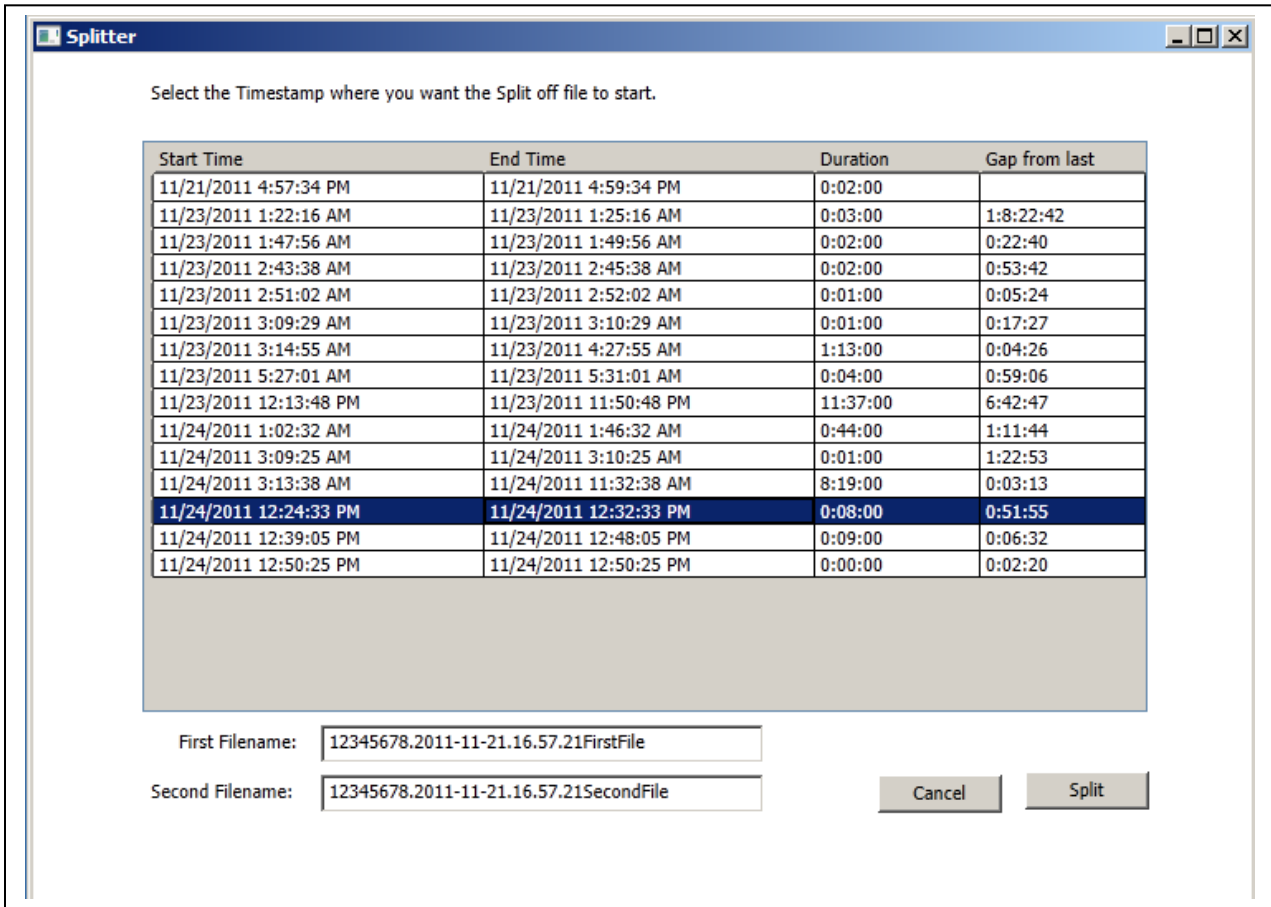 Splitter
Select the Timestamp where you want the Split off file to start.
Start Time End Time Duration Gap from last
11/21/2011 4:57:34 PM 11/21/2011 4:59:34 PM 0:02:00
11/23/2011 1:22:16 AM 11/23/2011 1:25:16 AM 0:03:00 1:8:22:42
11/23/2011 1:47:56 AM 11/23/2011 1:49:56 AM 0:02:00 0:22:40
11/23/2011 2:43:38 AM 11/23/2011 2:45:38 AM 0:02:00 0:53:42
11/23/2011 2:51:02 AM 11/23/2011 2:52:02 AM 0:01:00 0:05:24
11/23/2011 3:09:29 AM 11/23/2011 3:10:29 AM 0:01:00 0:17:27
11/23/2011 3:14:55 AM 11/23/2011 4:27:55 AM 1:13:00 0:04:26
11/23/2011 5:27:01 AM 11/23/2011 5:31:01 AM 0:04:00 0:59:06
11/23/2011 12:13:48 PM 11/23/2011 11:50:48 PM 11:37:00 6:42:47
11/24/2011 1:02:32 AM 11/24/2011 1:46:32 AM 0:44:00 1:11:44
11/24/2011 3:09:25 AM 11/24/2011 3:10:25 AM 0:01:00 1:22:53
11/24/2011 3:13:38 AM 11/24/2011 11:32:38 AM 8:19:00 0:03:13
11/24/2011 12:24:33 PM 11/24/2011 12:32:33 PM 0:08:00 0:51:55
11/24/2011 12:39:05 PM 11/24/2011 12:48:05 PM 0:09:00 0:06:32
11/24/2011 12:50:25 PM 11/24/2011 12:50:25 PM 0:00:00 0:02:20
First Filename: 12345678.2011-11-21.16.57.21FirstFile
Second Filename: 12345678.2011-11-21.16.57.21SecondFile Cancel Split